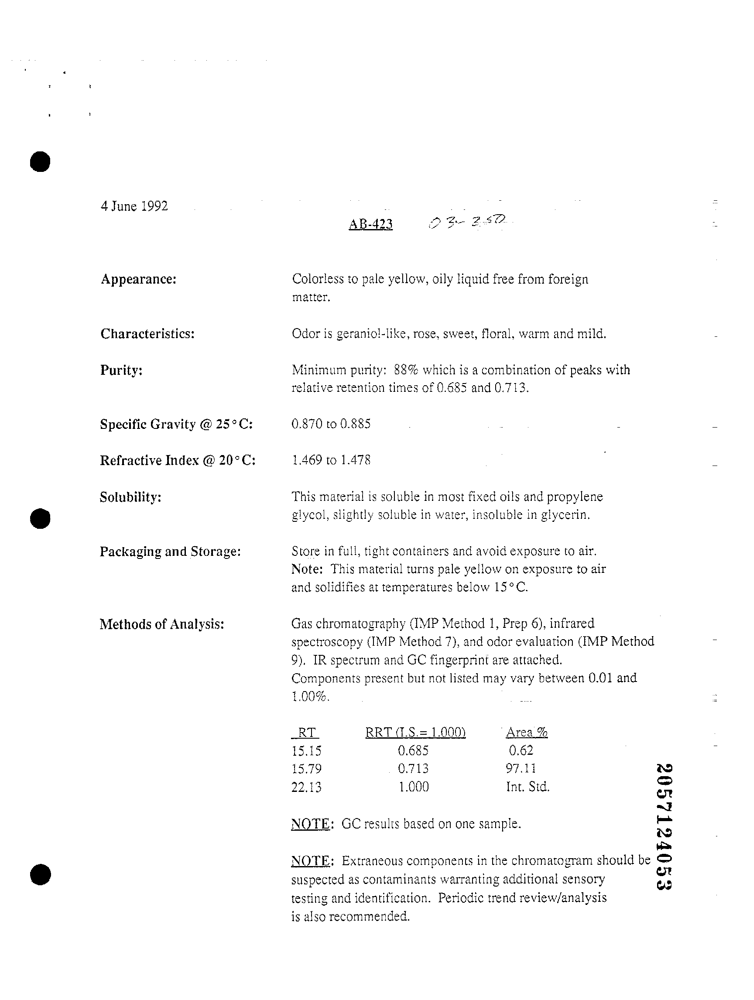 4 June 1992
AB-423 03-350
Appearance: Colorless to pale yellow, oily liquid free from foreign
matter.
Characteristics: Odor is geraniol-like, rose, sweet, floral, warm and mild.
Purity: Minimum purity: 88% which is a combination of peaks with
relative retention times of 0.685 and 0.713.
Specific Gravity @ 25°C: 0.870 to 0.885
Refractive Index @ 20°C: 1.469 to 1.478
Solubility: This material is soluble in most fixed oils and propylene
glycol, slightly soluble in water, insoluble in glycerin.
Packaging and Storage: Store in full, tight containers and avoid exposure to air.
Note: This material turns pale yellow on exposure to air
and solidifies at temperatures below 15°C.
Methods of Analysis: Gas chromatography (IMP Method 1, Prep 6), infrared
spectroscopy (IMP Method 7), and odor evaluation (IMP Method
9). IR spectrum and GC fingerprint are attached.
Components present but not listed may vary between 0.01 and
1.00%.
RT RRT (I.S.= 1.000) Area %
15.15 0.685 0.62
15.79 0.713 97.11
22.13 1.000 Int. Std.
NOTE: GC results based on one sample.
NOTE: Extraneous components in the chromatogram should be
suspected as contaminants warranting additional sensory
testing and identification. Periodic trend review/analysis
is also recommended.
2057124053